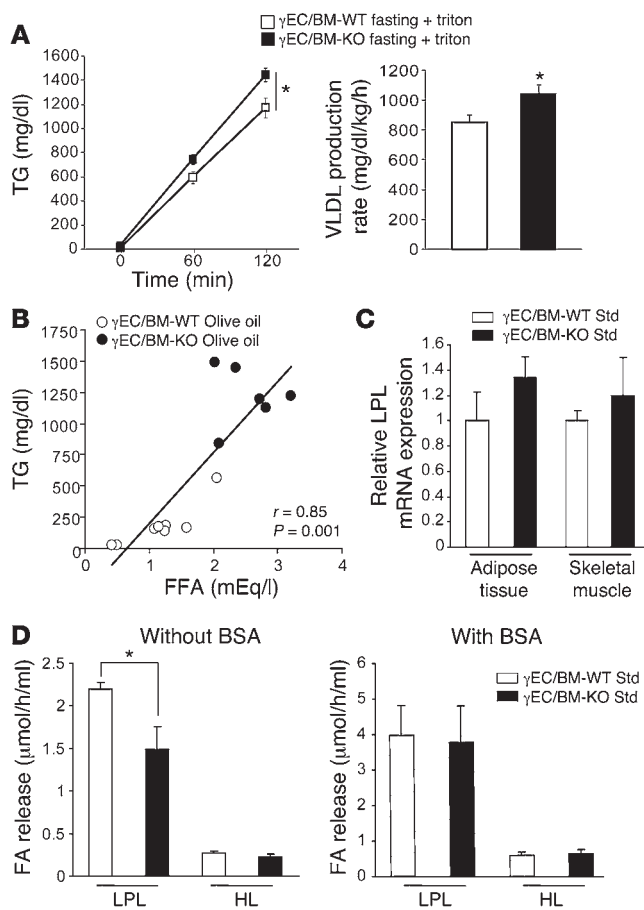 A
γEC/BM-WT fasting + triton
γEC/BM-KO fasting + triton
TG (mg/dl)
1600
1400
1200
1000
800
600
400
200
0
*
0 60 120
Time (min)
VLDL production
rate (mg/dl/kg/h)
1200
1000
800
600
400
200
0
*
B
γEC/BM-WT Olive oil
γEC/BM-KO Olive oil
TG (mg/dl)
1750
1500
1250
1000
750
500
250
0
r = 0.85
P = 0.001
0 1 2 3 4
FFA (mEq/l)
C
γEC/BM-WT Std
γEC/BM-KO Std
Relative LPL
mRNA expression
1.6
1.4
1.2
1
0.8
0.6
0.4
0.2
0
Adipose
tissue
Skeletal
muscle
D
Without BSA
FA release (μmol/h/ml)
2.5
2
1.5
1
0.5
0
*
LPL HL
With BSA
γEC/BM-WT Std
γEC/BM-KO Std
FA release (μmol/h/ml)
6
5
4
3
2
1
0
LPL HL